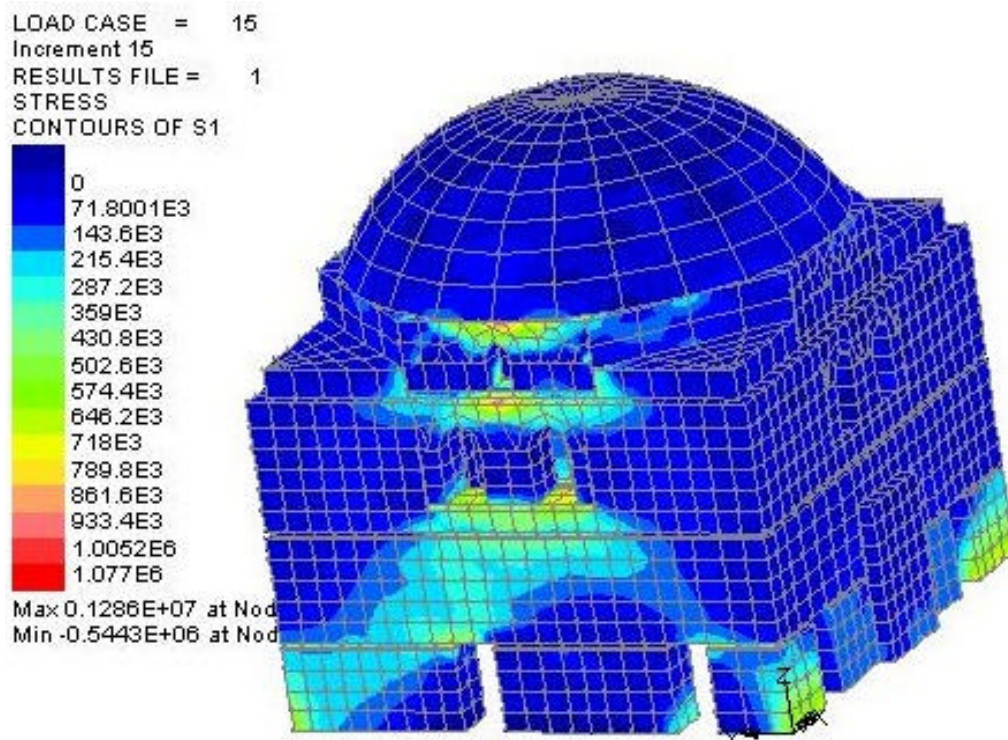 LOAD CASE = 15
Increment 15
RESULTS FILE = 1
STRESS
CONTOURS OF S1
0
71.8001E3
143.6E3
215.4E3
287.2E3
359E3
430.8E3
502.6E3
574.4E3
646.2E3
718E3
789.8E3
861.6E3
933.4E3
1.0052E6
1.077E6
Max 0.1286E+07 at Nod
Min -0.5443E+06 at Nod
Z